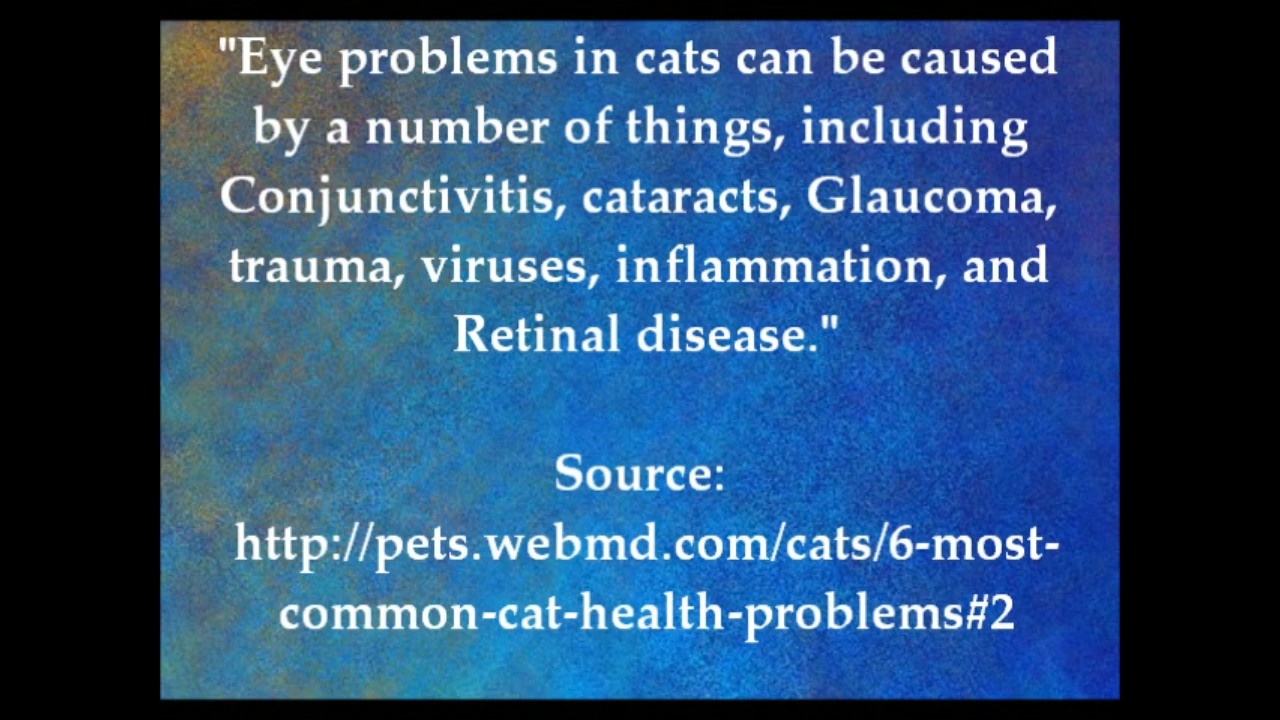 "Eye problems in cats can be caused
by a number of things, including
Conjunctivitis, cataracts, Glaucoma,
trauma, viruses, inflammation, and
Retinal disease."
Source:
http://pets.webmd.com/cats/6-most-
common-cat-health-problems#2